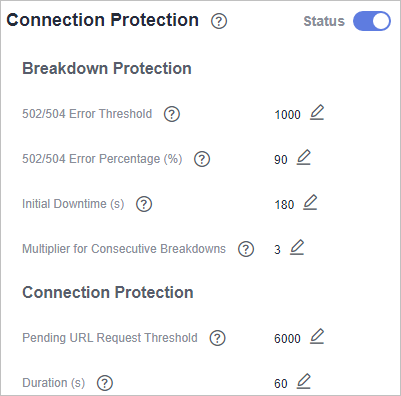 Connection Protection ? Status
Breakdown Protection
502/504 Error Threshold ? 1000
502/504 Error Percentage (%) ? 90
Initial Downtime (s) ? 180
Multiplier for Consecutive Breakdowns ? 3
Connection Protection
Pending URL Request Threshold ? 6000
Duration (s) ? 60